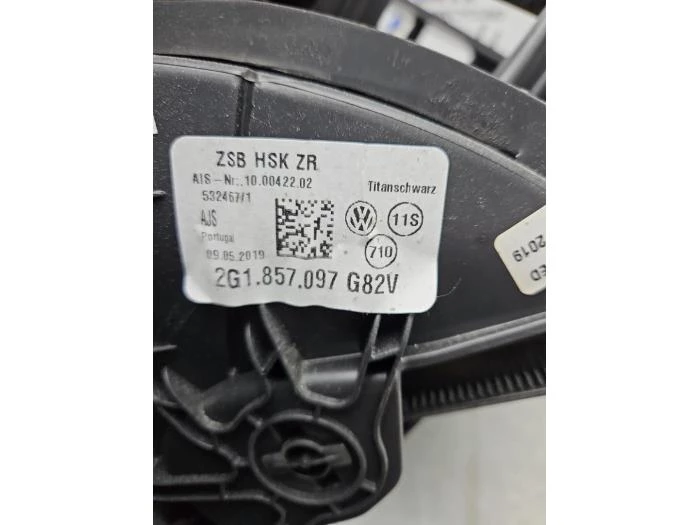 ZSB HSK ZR
AIS-Nr.:10.00422.02
Titanschwarz
532467/1
AJS
11S
Portugal
710
09.05.2019
2G1.857.097 G82V
2019